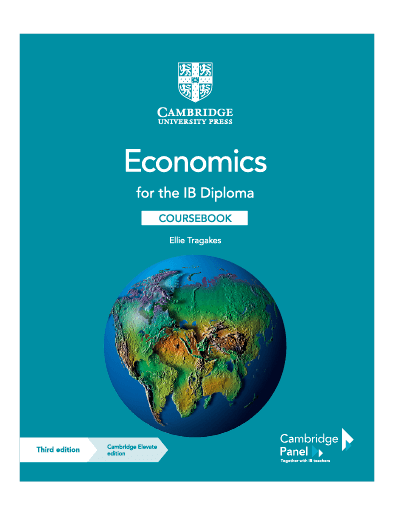 CAMBRIDGE
UNIVERSITY PRESS
Economics
for the IB Diploma
COURSEBOOK
Ellie Tragakes
Third edition
Cambridge Elevate
edition
Cambridge
Panel
Together with IB teachers